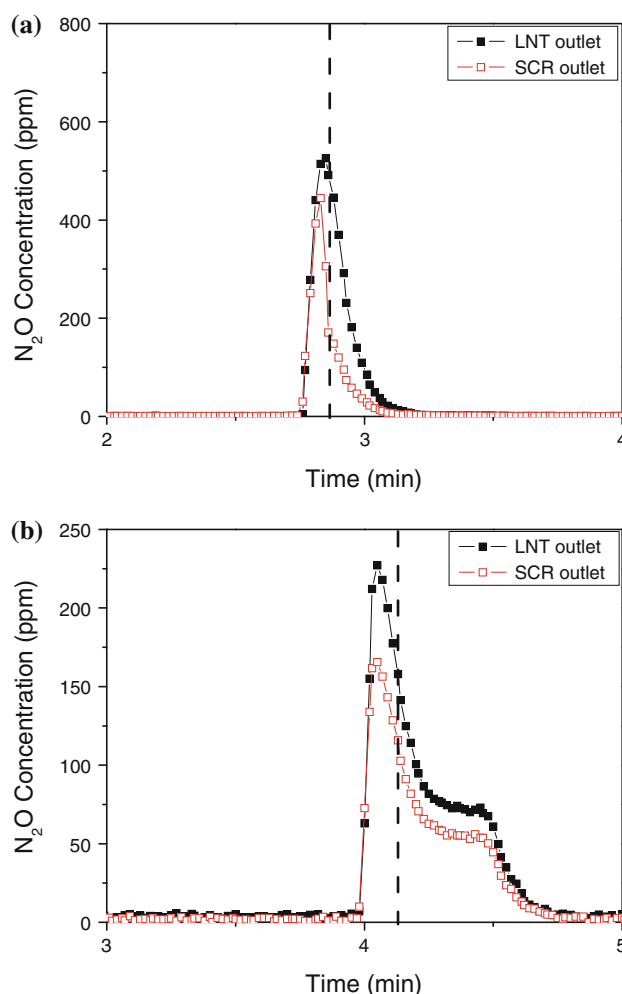 (a)
800
600
400
200
0
N₂O Concentration (ppm)
LNT outlet
SCR outlet
2
3
4
Time (min)
(b)
250
200
150
100
50
0
N₂O Concentration (ppm)
LNT outlet
SCR outlet
3
4
5
Time (min)